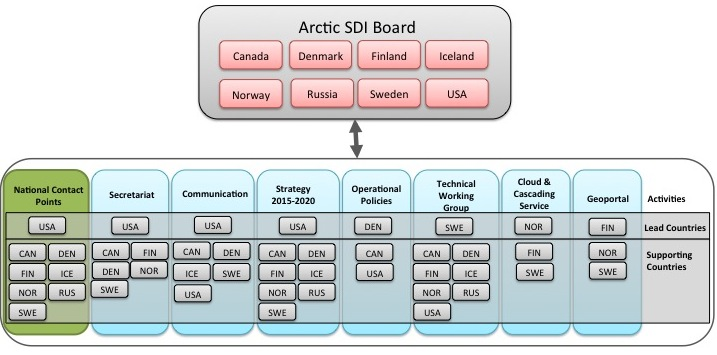 Arctic SDI Board
Canada Denmark Finland Iceland
Norway Russia Sweden USA
National Contact Points
Secretariat
Communication
Strategy 2015-2020
Operational Policies
Technical Working Group
Cloud & Cascading Service
Geoportal
Activities
USA USA USA USA DEN SWE NOR FIN Lead Countries
CAN DEN
FIN ICE
NOR RUS
SWE
CAN FIN
DEN NOR
SWE
CAN DEN
ICE SWE
USA
CAN DEN
FIN ICE
NOR RUS
SWE
CAN
USA
CAN DEN
FIN ICE
NOR RUS
USA
FIN
SWE
NOR
SWE
Supporting Countries